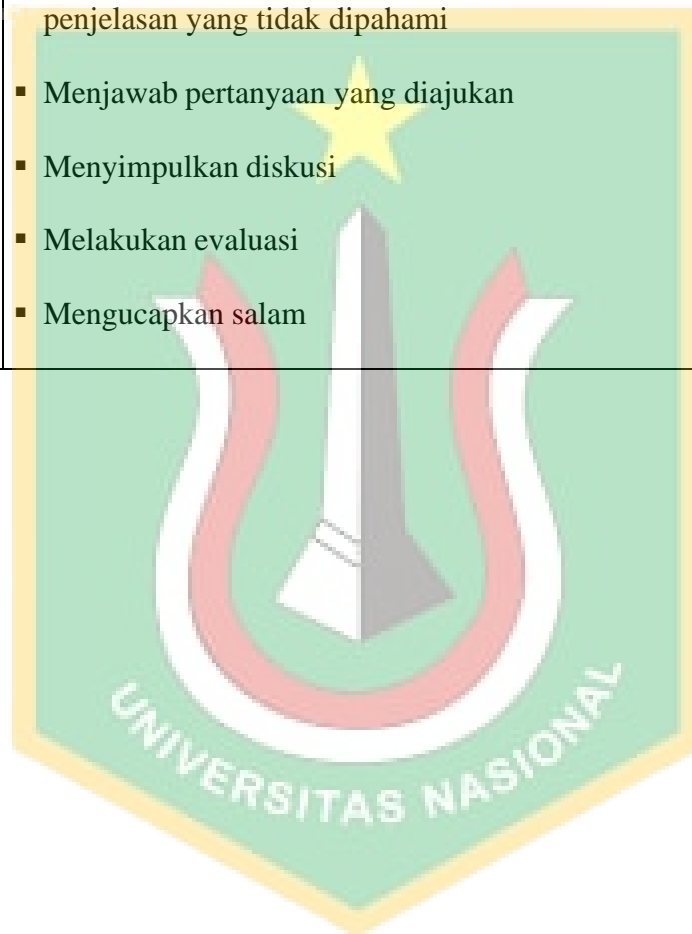 penjelasan yang tidak dipahami
▪ Menjawab pertanyaan yang diajukan
▪ Menyimpulkan diskusi
▪ Melakukan evaluasi
▪ Mengucapkan salam
UNIVERSITAS NASIONAL